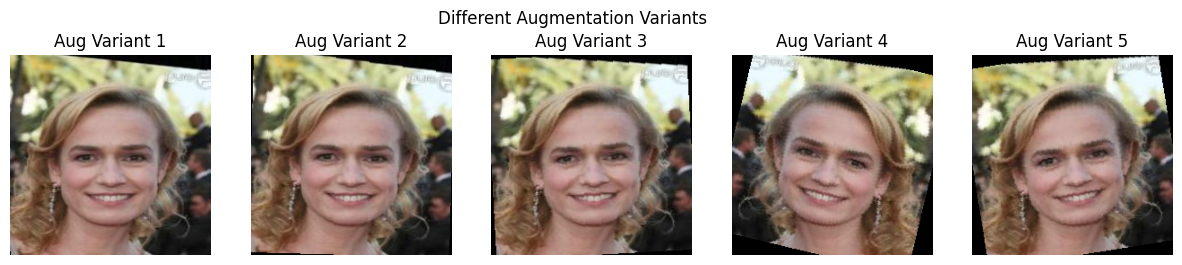 Different Augmentation Variants
Aug Variant 1
Aug Variant 2
Aug Variant 3
Aug Variant 4
Aug Variant 5